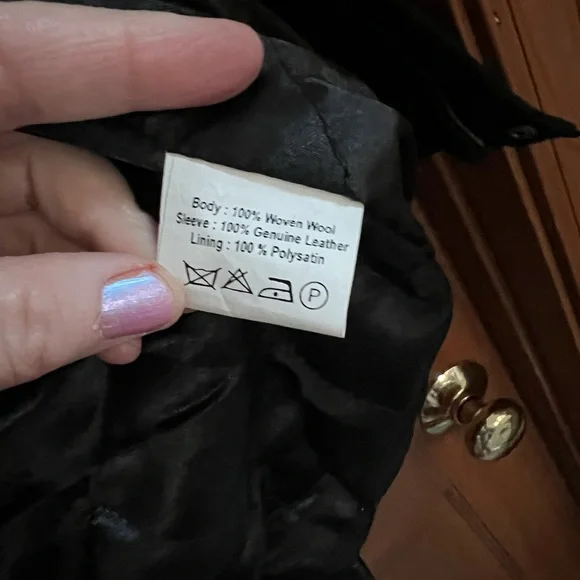 Body : 100% Woven Wool
Sleeve : 100% Genuine Leather
Lining : 100 % Polysatin
P